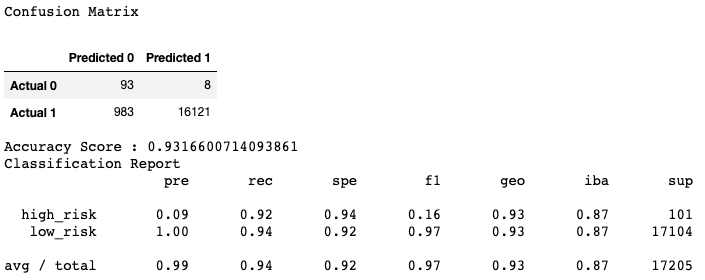 Confusion Matrix
Predicted 0 Predicted 1
Actual 0 93 8
Actual 1 983 16121
Accuracy Score : 0.9316600714093861
Classification Report
pre rec spe f1 geo iba sup
high_risk 0.09 0.92 0.94 0.16 0.93 0.87 101
low_risk 1.00 0.94 0.92 0.97 0.93 0.87 17104
avg / total 0.99 0.94 0.92 0.97 0.93 0.87 17205